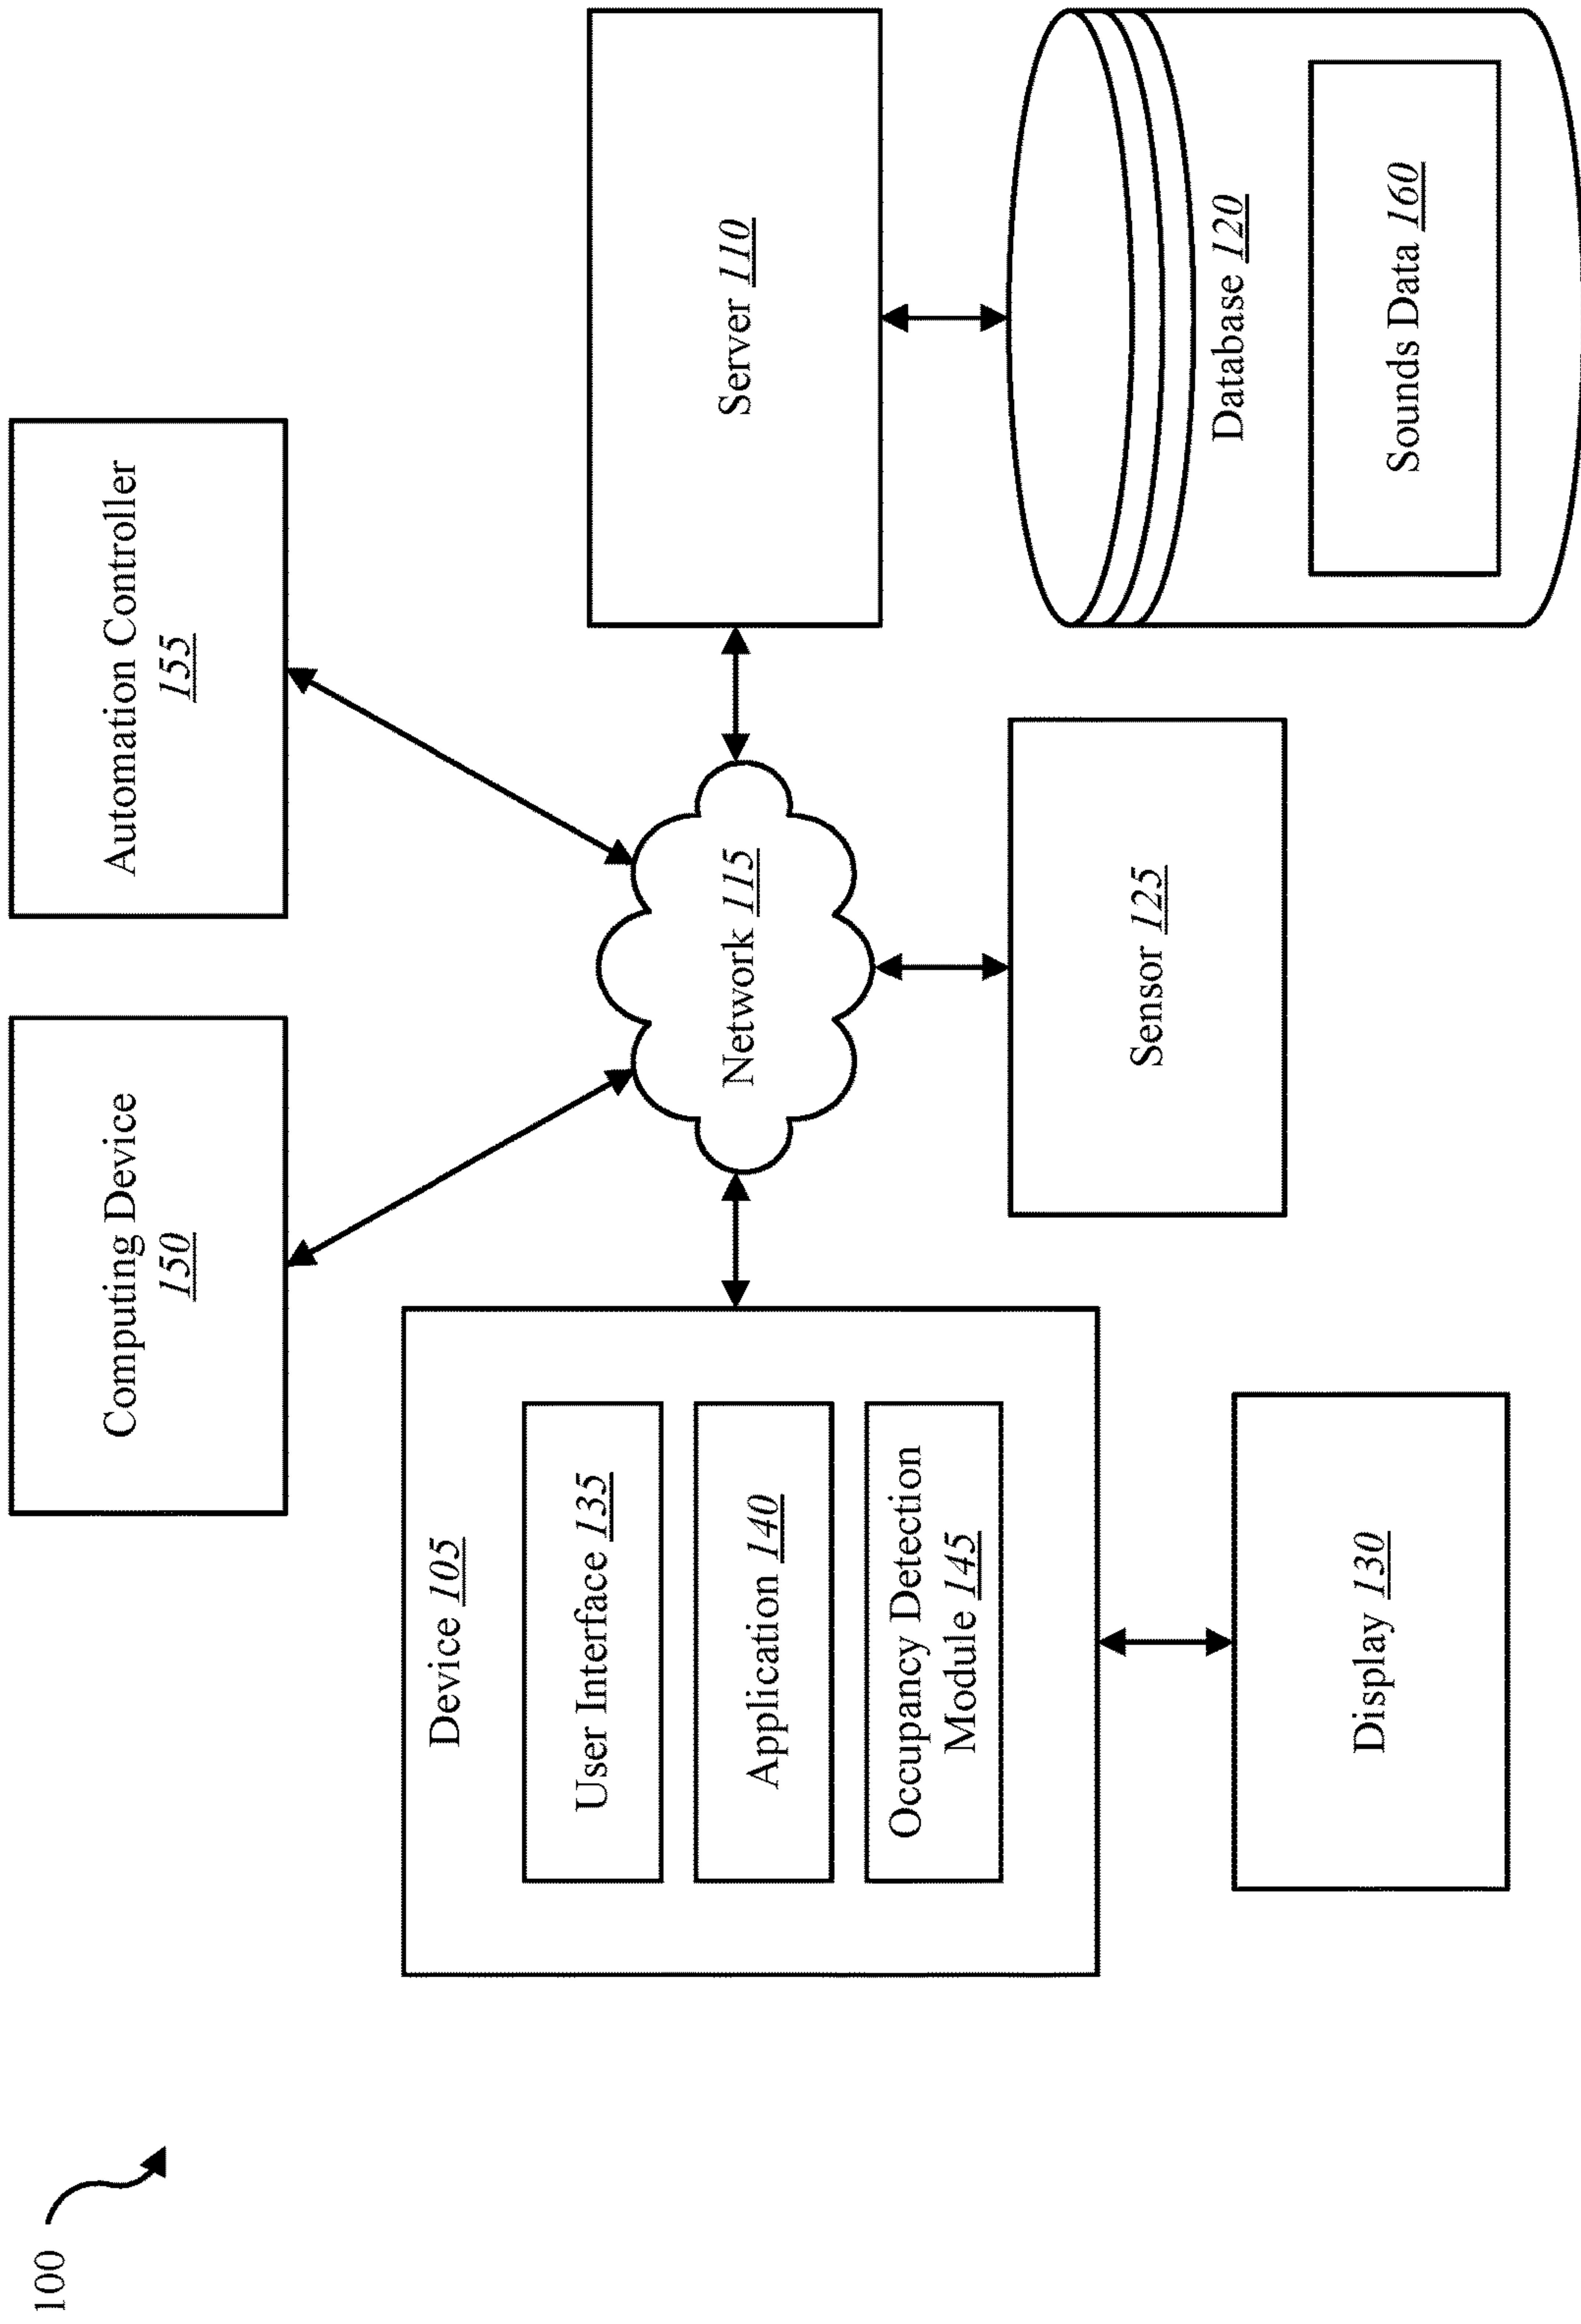 100
Computing Device
150
Automation Controller
155
Device 105
User Interface 135
Application 140
Occupancy Detection
Module 145
Network 115
Server 110
Display 130
Sensor 125
Database 120
Sounds Data 160